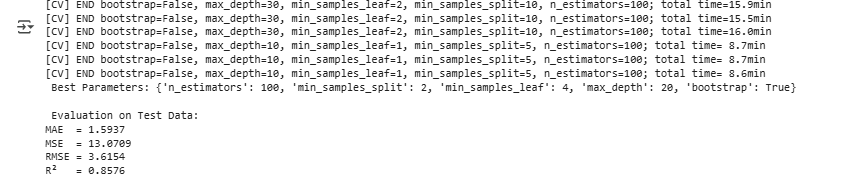 [CV] END bootstrap=False, max_depth=30, min_samples_leaf=2, min_samples_split=10, n_estimators=100; total time=15.9min
[CV] END bootstrap=False, max_depth=30, min_samples_leaf=2, min_samples_split=10, n_estimators=100; total time=15.5min
[CV] END bootstrap=False, max_depth=30, min_samples_leaf=2, min_samples_split=10, n_estimators=100; total time=16.0min
[CV] END bootstrap=False, max_depth=10, min_samples_leaf=1, min_samples_split=5, n_estimators=100; total time= 8.7min
[CV] END bootstrap=False, max_depth=10, min_samples_leaf=1, min_samples_split=5, n_estimators=100; total time= 8.7min
[CV] END bootstrap=False, max_depth=10, min_samples_leaf=1, min_samples_split=5, n_estimators=100; total time= 8.6min
Best Parameters: {'n_estimators': 100, 'min_samples_split': 2, 'min_samples_leaf': 4, 'max_depth': 20, 'bootstrap': True}
Evaluation on Test Data:
MAE = 1.5937
MSE = 13.0709
RMSE = 3.6154
R² = 0.8576